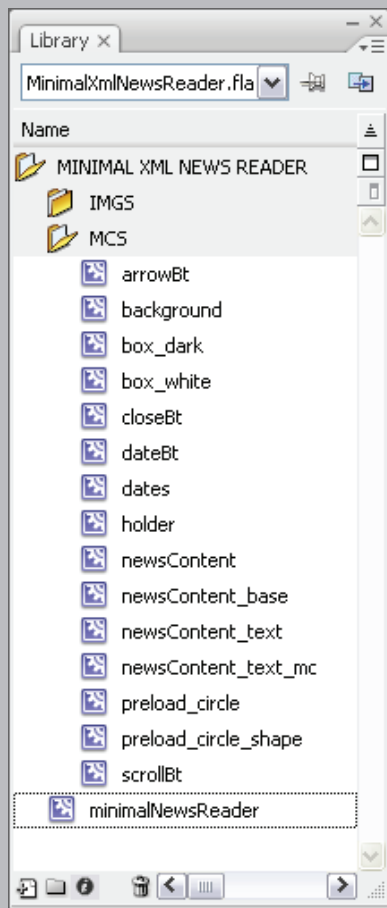 Library
MinimalXmlNewsReader.fla
Name
MINIMAL XML NEWS READER
IMGS
MCS
arrowBt
background
box_dark
box_white
closeBt
dateBt
dates
holder
newsContent
newsContent_base
newsContent_text
newsContent_text_mc
preload_circle
preload_circle_shape
scrollBt
minimalNewsReader